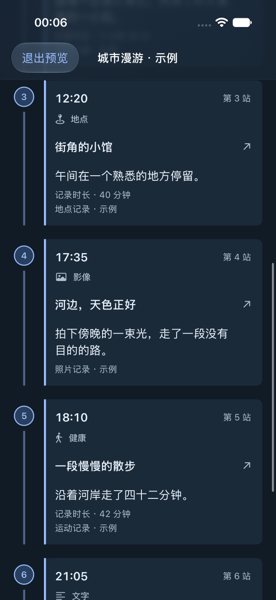 00:06
退出预览
城市漫游 · 示例
3
12:20
第 3 站
地点
街角的小馆
午间在一个熟悉的地方停留。
记录时长 · 40 分钟
地点记录 · 示例
4
17:35
第 4 站
影像
河边，天色正好
拍下傍晚的一束光，走了一段没有
目的的路。
照片记录 · 示例
5
18:10
第 5 站
健康
一段慢慢的散步
沿着河岸走了四十二分钟。
记录时长 · 42 分钟
运动记录 · 示例
6
21:05
第 6 站
文字